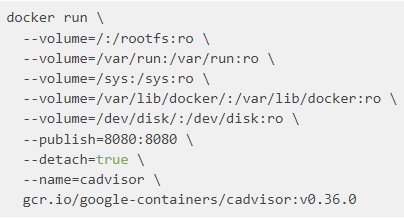 docker run \
--volume=/:/rootfs:ro \
--volume=/var/run:/var/run:ro \
--volume=/sys:/sys:ro \
--volume=/var/lib/docker/:/var/lib/docker:ro \
--volume=/dev/disk/:/dev/disk:ro \
--publish=8080:8080 \
--detach=true \
--name=cadvisor \
gcr.io/google-containers/cadvisor:v0.36.0